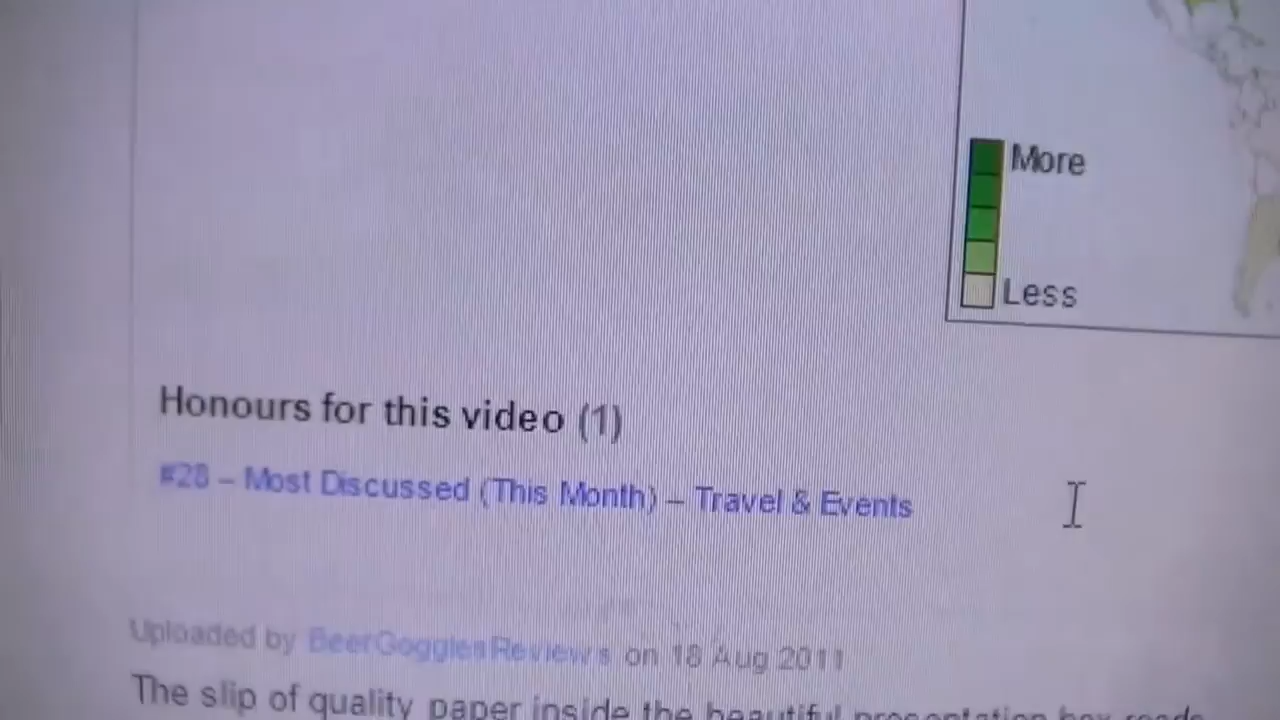 More
Less
Honours for this video (1)
#28 – Most Discussed (This Month) – Travel & Events
Uploaded by BeerGogglesReviews on 18 Aug 2011
The slip of quality paper inside the beautiful presentation box reads